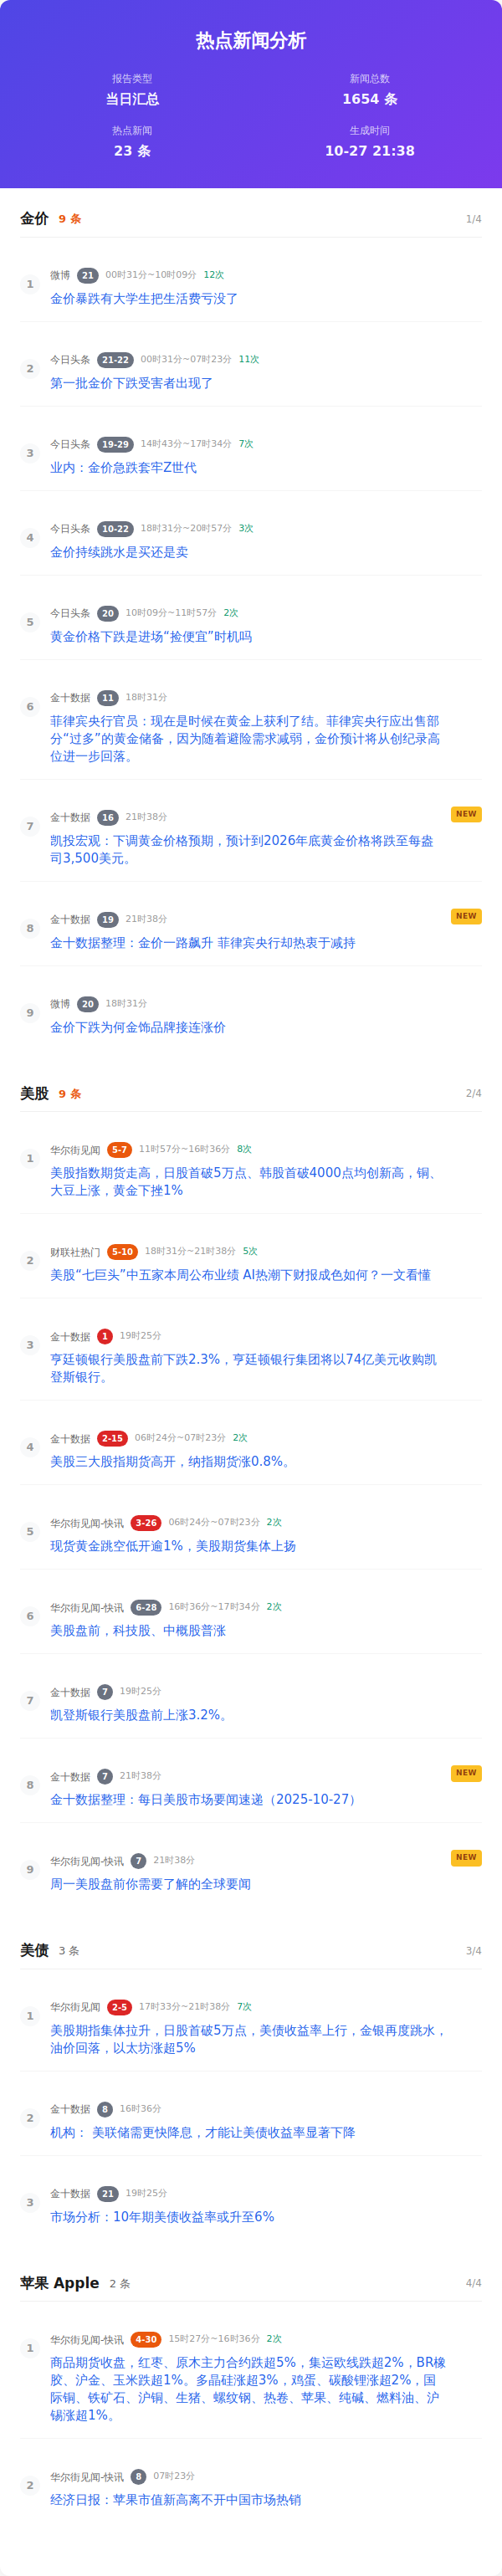 热点新闻分析
报告类型
当日汇总
新闻总数
1654 条
热点新闻
23 条
生成时间
10-27 21:38
金价 9 条 1/4
1 微博 21 00时31分~10时09分 12次
金价暴跌有大学生把生活费亏没了
2 今日头条 21-22 00时31分~07时23分 11次
第一批金价下跌受害者出现了
3 今日头条 19-29 14时43分~17时34分 7次
业内：金价急跌套牢Z世代
4 今日头条 10-22 18时31分~20时57分 3次
金价持续跳水是买还是卖
5 今日头条 20 10时09分~11时57分 2次
黄金价格下跌是进场“捡便宜”时机吗
6 金十数据 11 18时31分
菲律宾央行官员：现在是时候在黄金上获利了结。菲律宾央行应出售部
分“过多”的黄金储备，因为随着避险需求减弱，金价预计将从创纪录高
位进一步回落。
7 金十数据 16 21时38分 NEW
凯投宏观：下调黄金价格预期，预计到2026年底黄金价格将跌至每盎
司3,500美元。
8 金十数据 19 21时38分 NEW
金十数据整理：金价一路飙升 菲律宾央行却热衷于减持
9 微博 20 18时31分
金价下跌为何金饰品牌接连涨价
美股 9 条 2/4
1 华尔街见闻 5-7 11时57分~16时36分 8次
美股指数期货走高，日股首破5万点、韩股首破4000点均创新高，铜、
大豆上涨，黄金下挫1%
2 财联社热门 5-10 18时31分~21时38分 5次
美股“七巨头”中五家本周公布业绩 AI热潮下财报成色如何？一文看懂
3 金十数据 1 19时25分
亨廷顿银行美股盘前下跌2.3%，亨廷顿银行集团将以74亿美元收购凯
登斯银行。
4 金十数据 2-15 06时24分~07时23分 2次
美股三大股指期货高开，纳指期货涨0.8%。
5 华尔街见闻-快讯 3-26 06时24分~07时23分 2次
现货黄金跳空低开逾1%，美股期货集体上扬
6 华尔街见闻-快讯 6-28 16时36分~17时34分 2次
美股盘前，科技股、中概股普涨
7 金十数据 7 19时25分
凯登斯银行美股盘前上涨3.2%。
8 金十数据 7 21时38分 NEW
金十数据整理：每日美股市场要闻速递（2025-10-27）
9 华尔街见闻-快讯 7 21时38分 NEW
周一美股盘前你需要了解的全球要闻
美债 3 条 3/4
1 华尔街见闻 2-5 17时33分~21时38分 7次
美股期指集体拉升，日股首破5万点，美债收益率上行，金银再度跳水，
油价回落，以太坊涨超5%
2 金十数据 8 16时36分
机构： 美联储需更快降息，才能让美债收益率显著下降
3 金十数据 21 19时25分
市场分析：10年期美债收益率或升至6%
苹果 Apple 2 条 4/4
1 华尔街见闻-快讯 4-30 15时27分~16时36分 2次
商品期货收盘，红枣、原木主力合约跌超5%，集运欧线跌超2%，BR橡
胶、沪金、玉米跌超1%。多晶硅涨超3%，鸡蛋、碳酸锂涨超2%，国
际铜、铁矿石、沪铜、生猪、螺纹钢、热卷、苹果、纯碱、燃料油、沪
锡涨超1%。
2 华尔街见闻-快讯 8 07时23分
经济日报：苹果市值新高离不开中国市场热销